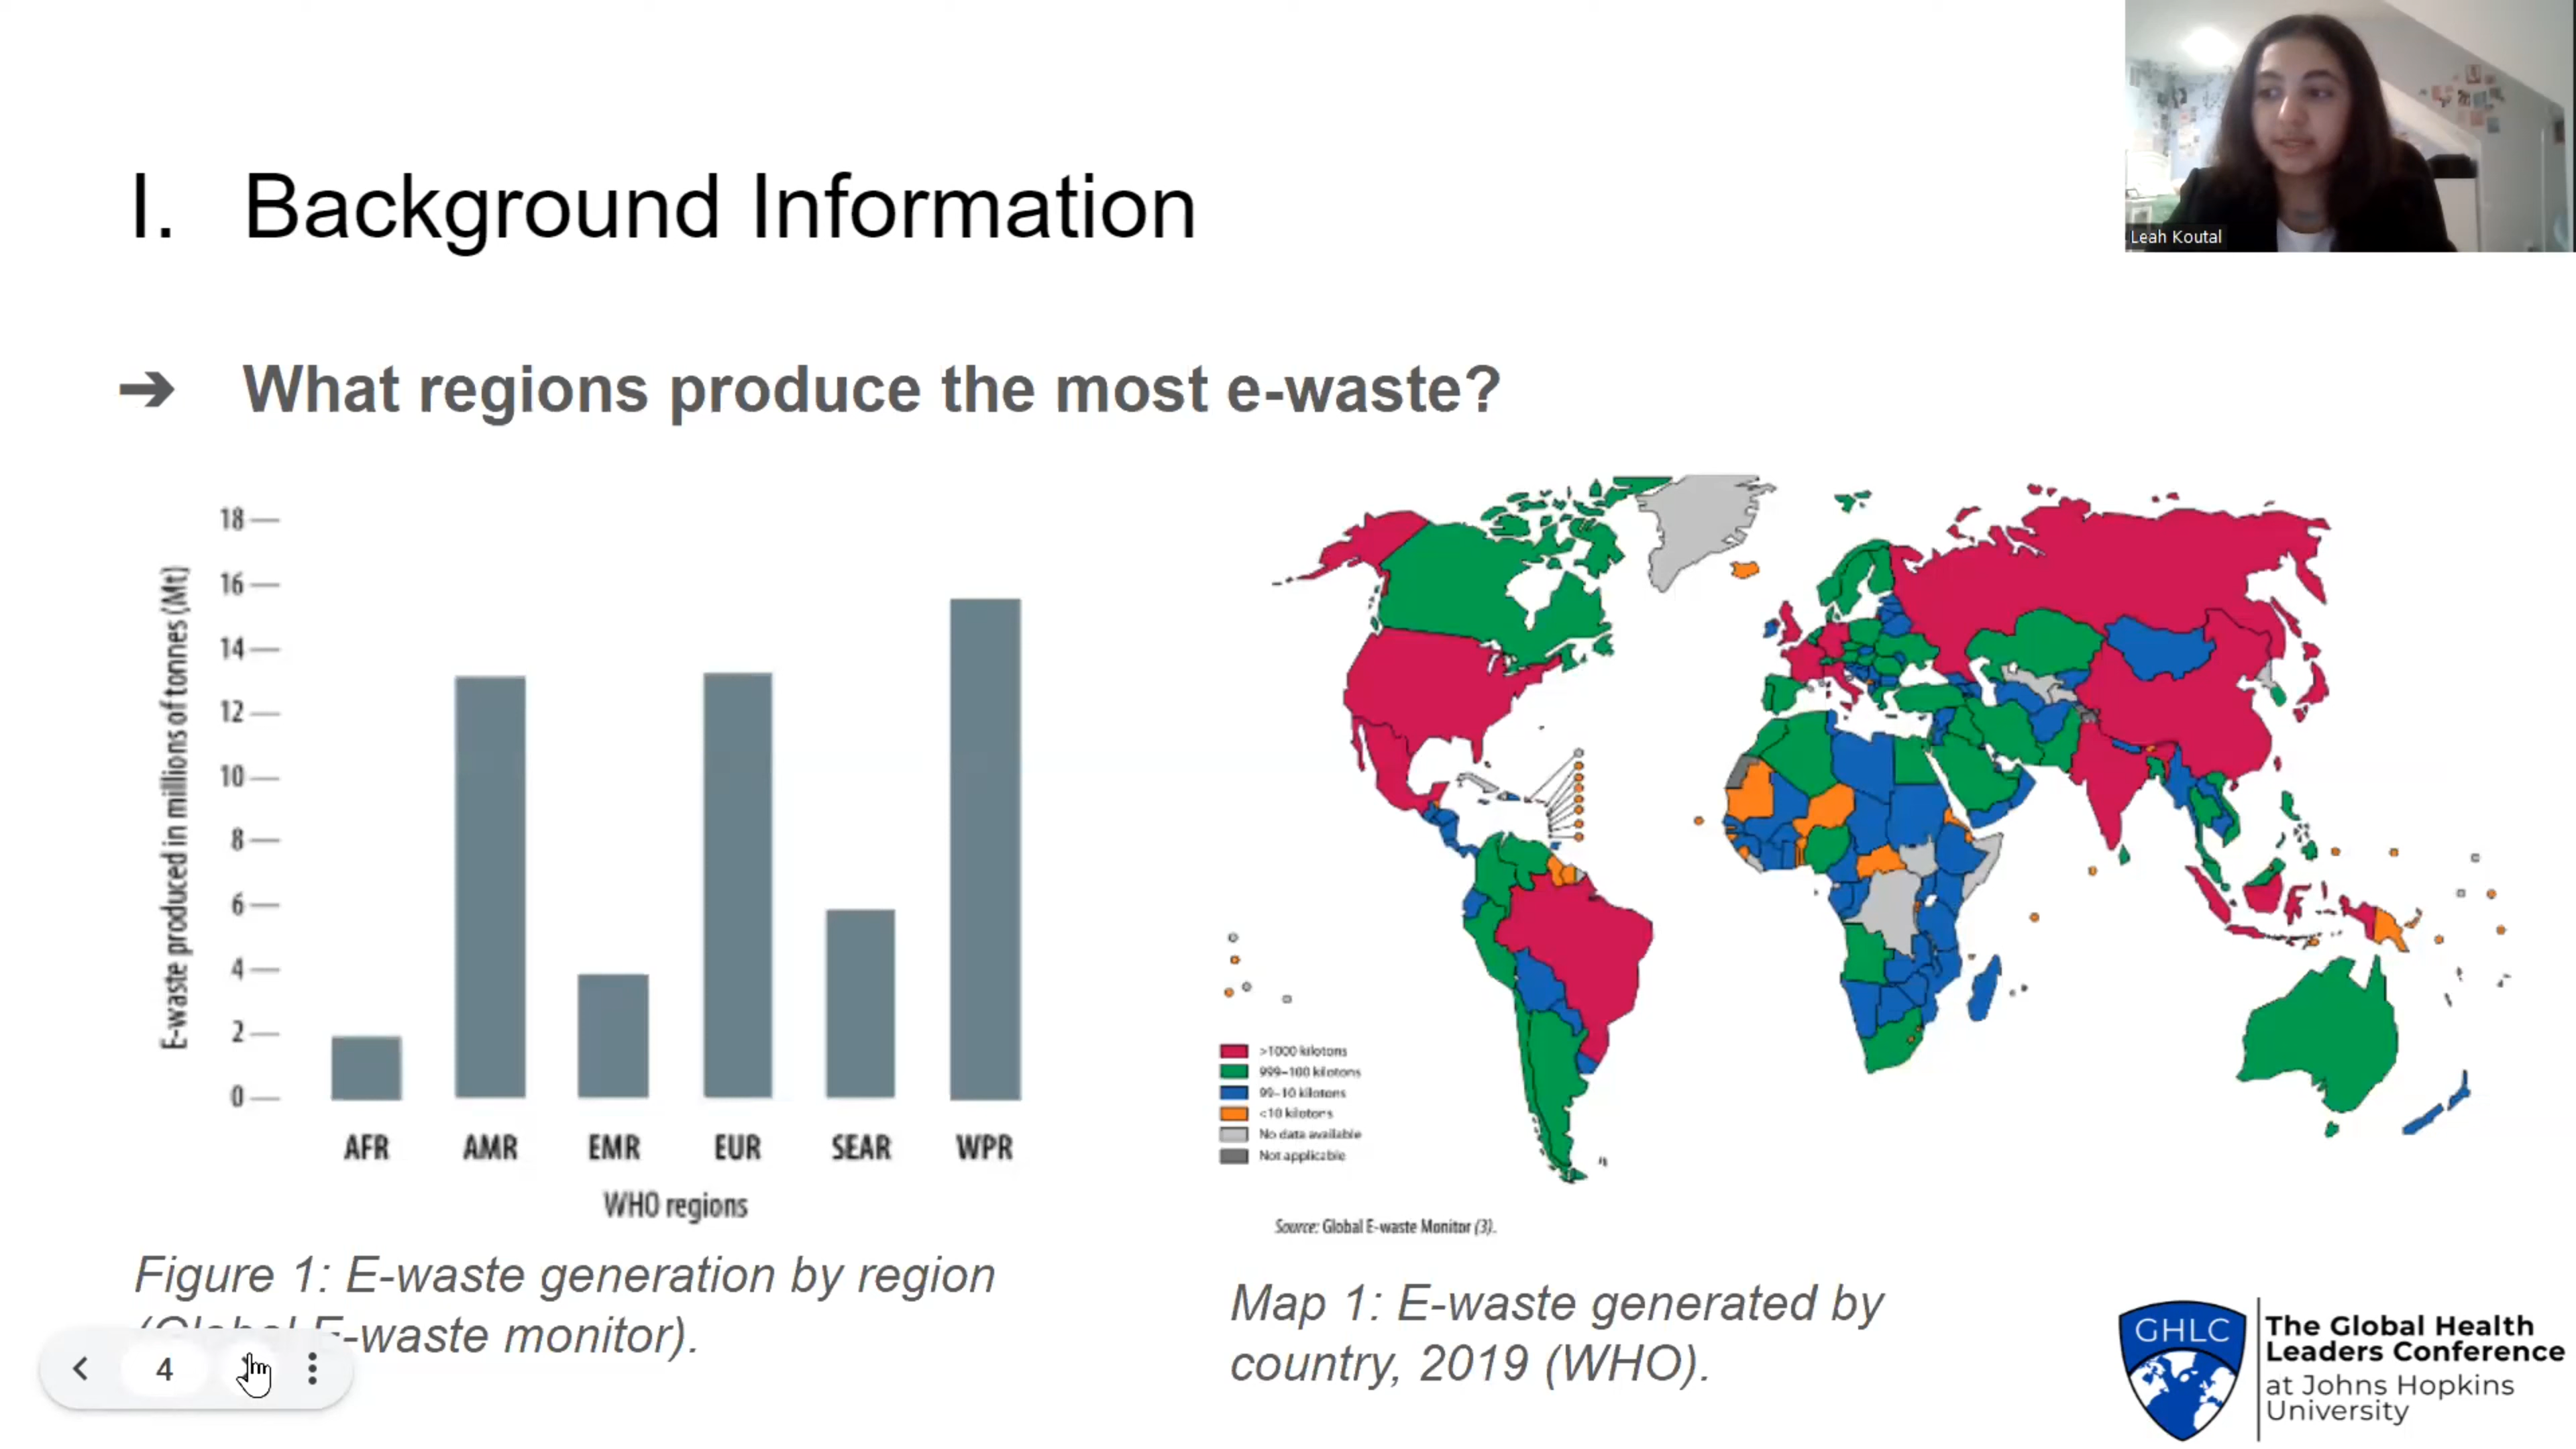 Leah Koutal
I. Background Information
➔ What regions produce the most e-waste?
E-waste produced in millions of tonnes (Mt)
18
16
14
12
10
8
6
4
2
0
AFR AMR EMR EUR SEAR WPR
WHO regions
Figure 1: E-waste generation by region
(Global E-waste monitor).
>1000 kilotons
999–100 kilotons
99–10 kilotons
<10 kilotons
No data available
Not applicable
Source: Global E-waste Monitor (3).
Map 1: E-waste generated by
country, 2019 (WHO).
4
GHLC
The Global Health
Leaders Conference
at Johns Hopkins
University